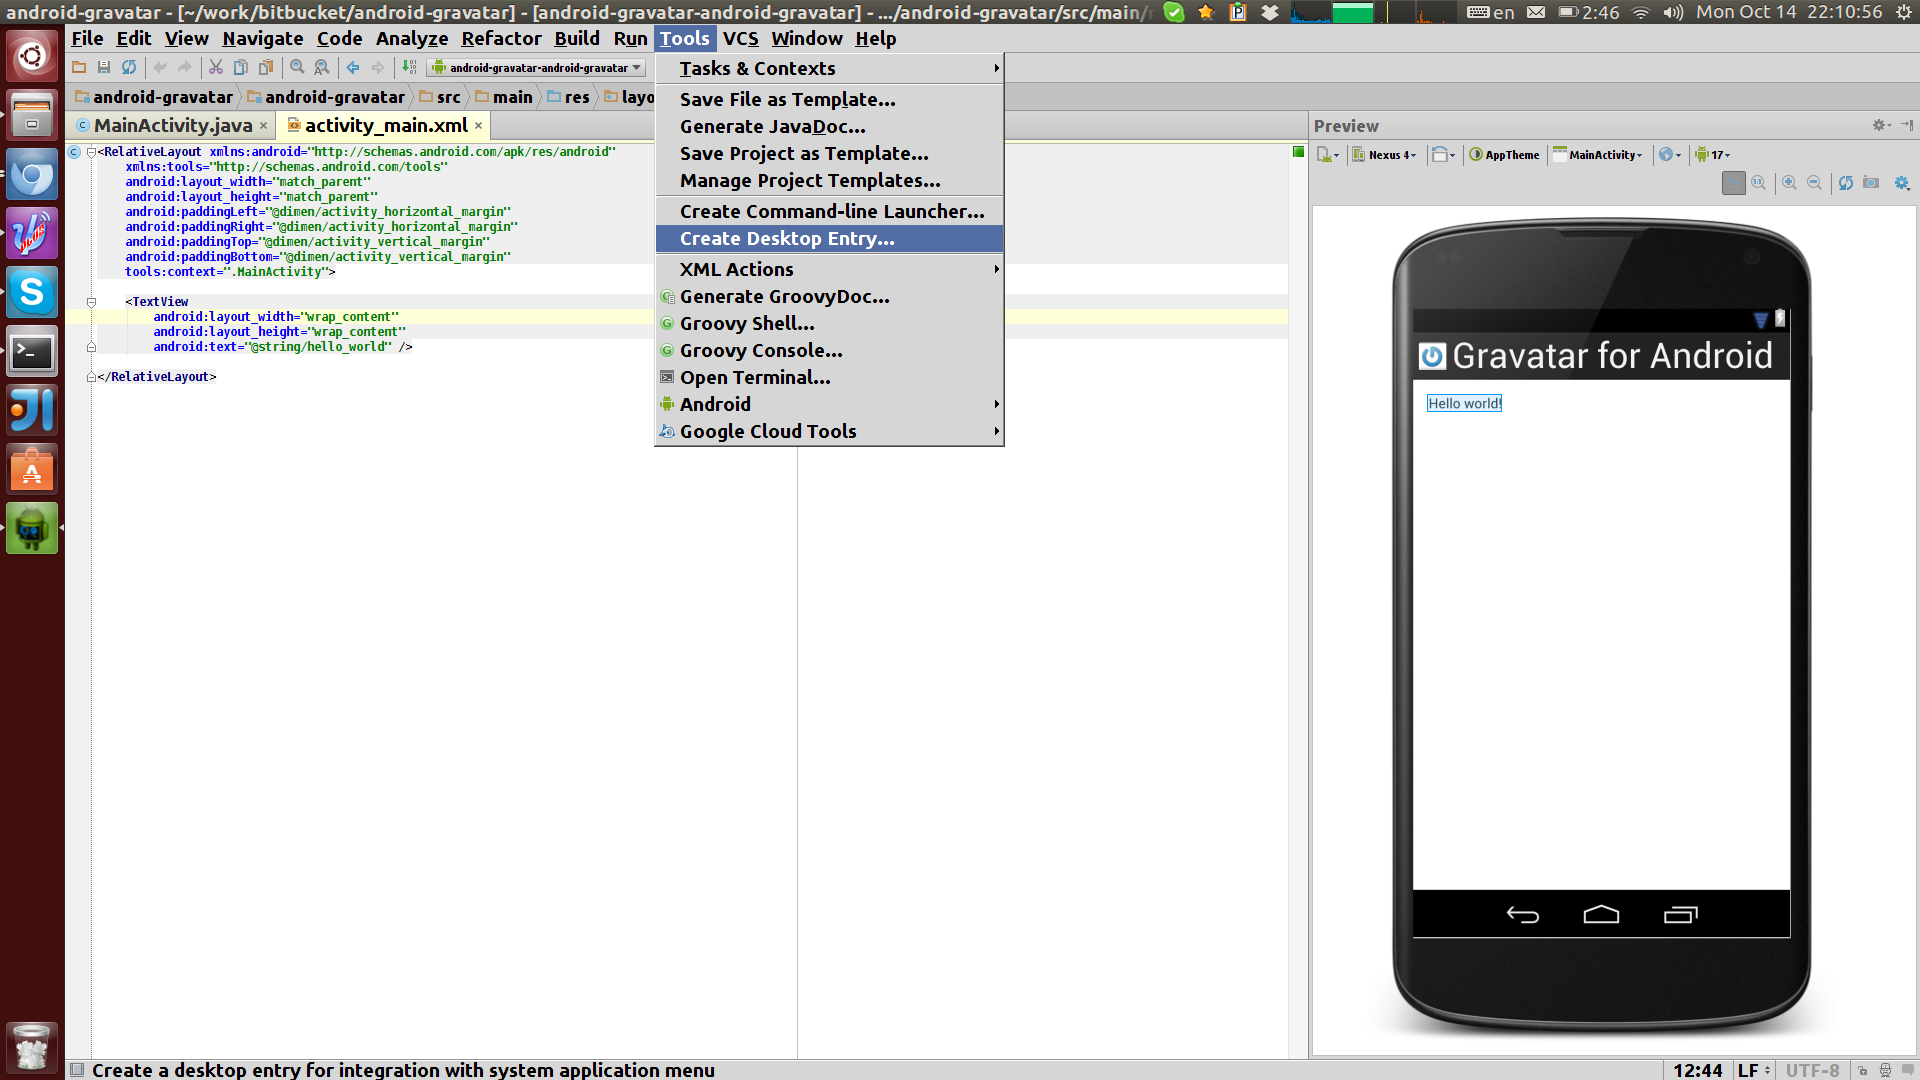 android-gravatar - [~/work/bitbucket/android-gravatar] - [android-gravatar-android-gravatar] - .../android-gravatar/src/main/
en 2:46 Mon Oct 14 22:10:56
File Edit View Navigate Code Analyze Refactor Build Run Tools VCS Window Help
android-gravatar-android-gravatar
android-gravatar android-gravatar src main res layo
MainActivity.java × activity_main.xml ×
<RelativeLayout xmlns:android="http://schemas.android.com/apk/res/android"
xmlns:tools="http://schemas.android.com/tools"
android:layout_width="match_parent"
android:layout_height="match_parent"
android:paddingLeft="@dimen/activity_horizontal_margin"
android:paddingRight="@dimen/activity_horizontal_margin"
android:paddingTop="@dimen/activity_vertical_margin"
android:paddingBottom="@dimen/activity_vertical_margin"
tools:context=".MainActivity">
<TextView
android:layout_width="wrap_content"
android:layout_height="wrap_content"
android:text="@string/hello_world" />
</RelativeLayout>
Tasks & Contexts
Save File as Template...
Generate JavaDoc...
Save Project as Template...
Manage Project Templates...
Create Command-line Launcher...
Create Desktop Entry...
XML Actions
Generate GroovyDoc...
Groovy Shell...
Groovy Console...
Open Terminal...
Android
Google Cloud Tools
Preview
Nexus 4 AppTheme MainActivity 17
Gravatar for Android
Hello world!
Create a desktop entry for integration with system application menu
12:44 LF UTF-8